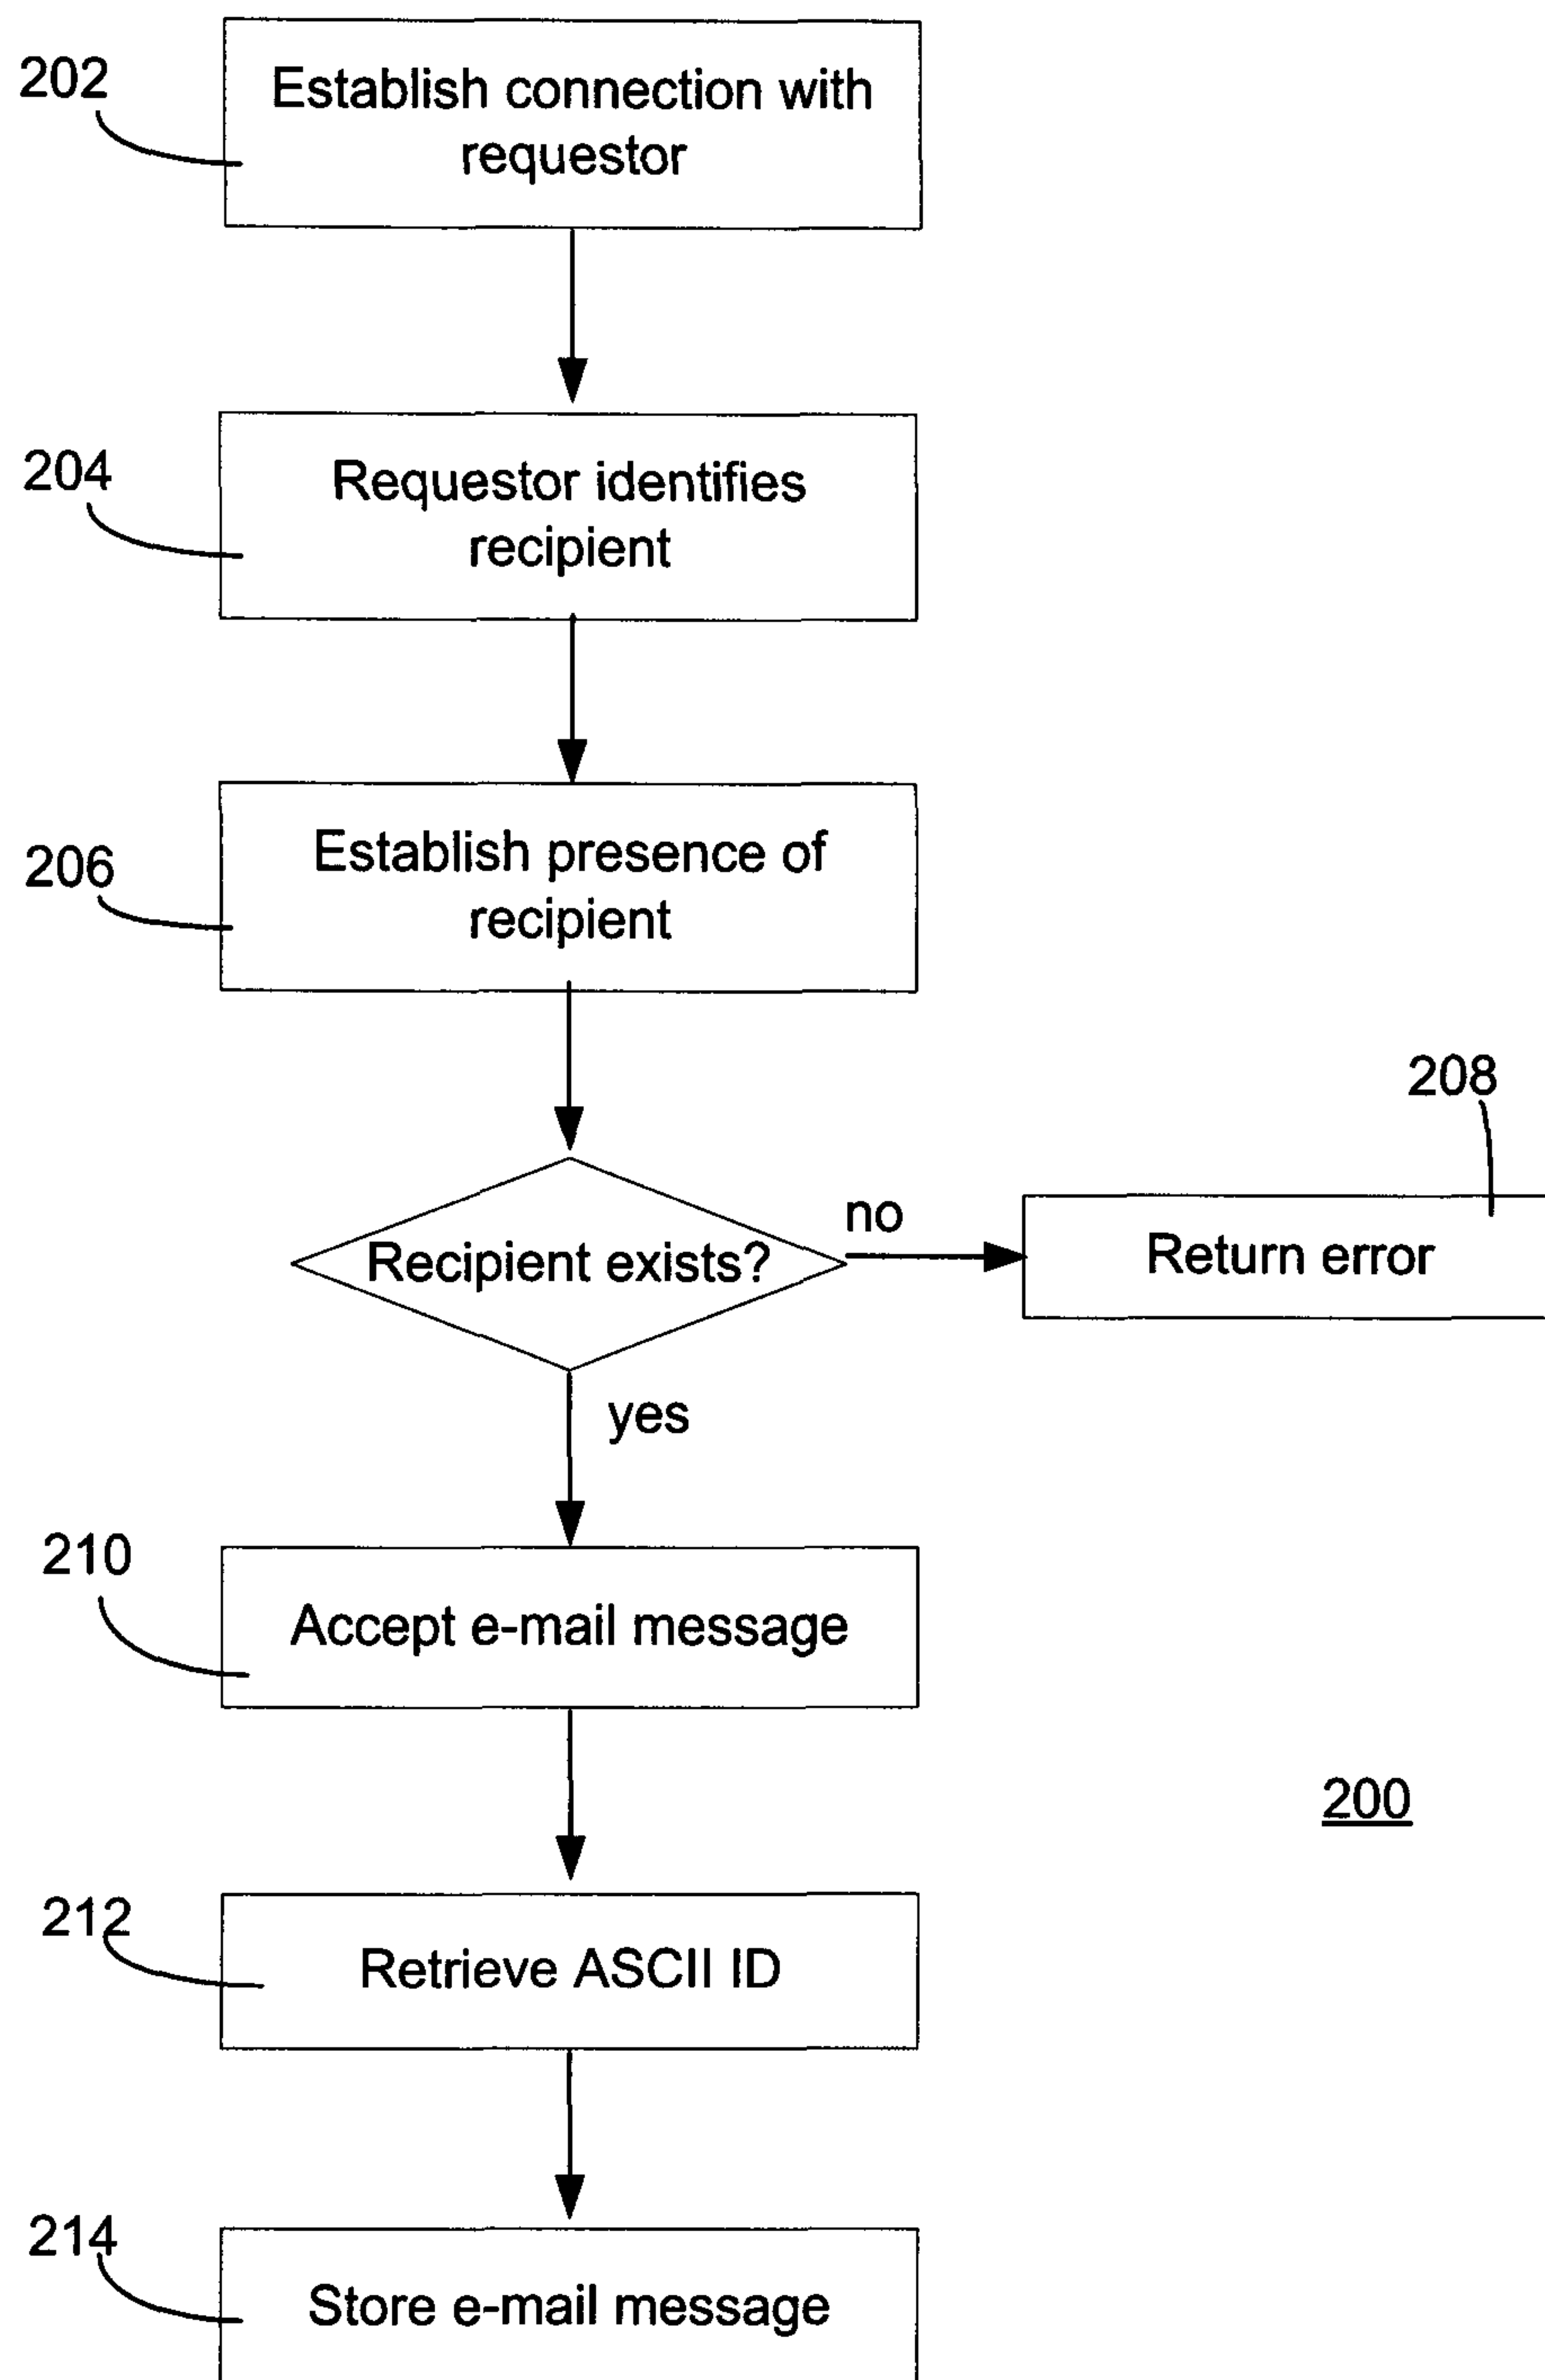 202
Establish connection with
requestor
204
Requestor identifies
recipient
206
Establish presence of
recipient
208
Recipient exists?
no
Return error
yes
210
Accept e-mail message
200
212
Retrieve ASCII ID
214
Store e-mail message